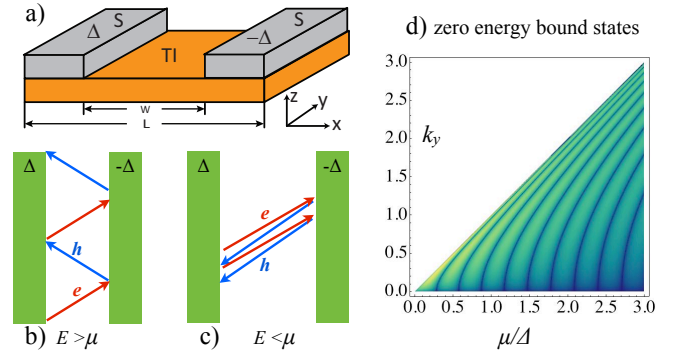 a)
S
S
Δ
−Δ
TI
W
L
z
y
x
Δ
-Δ
h
e
b) E >μ
Δ
-Δ
e
h
c) E <μ
d) zero energy bound states
k_y
3.0
2.5
2.0
1.5
1.0
0.5
0.0
0.0 0.5 1.0 1.5 2.0 2.5 3.0
μ/Δ